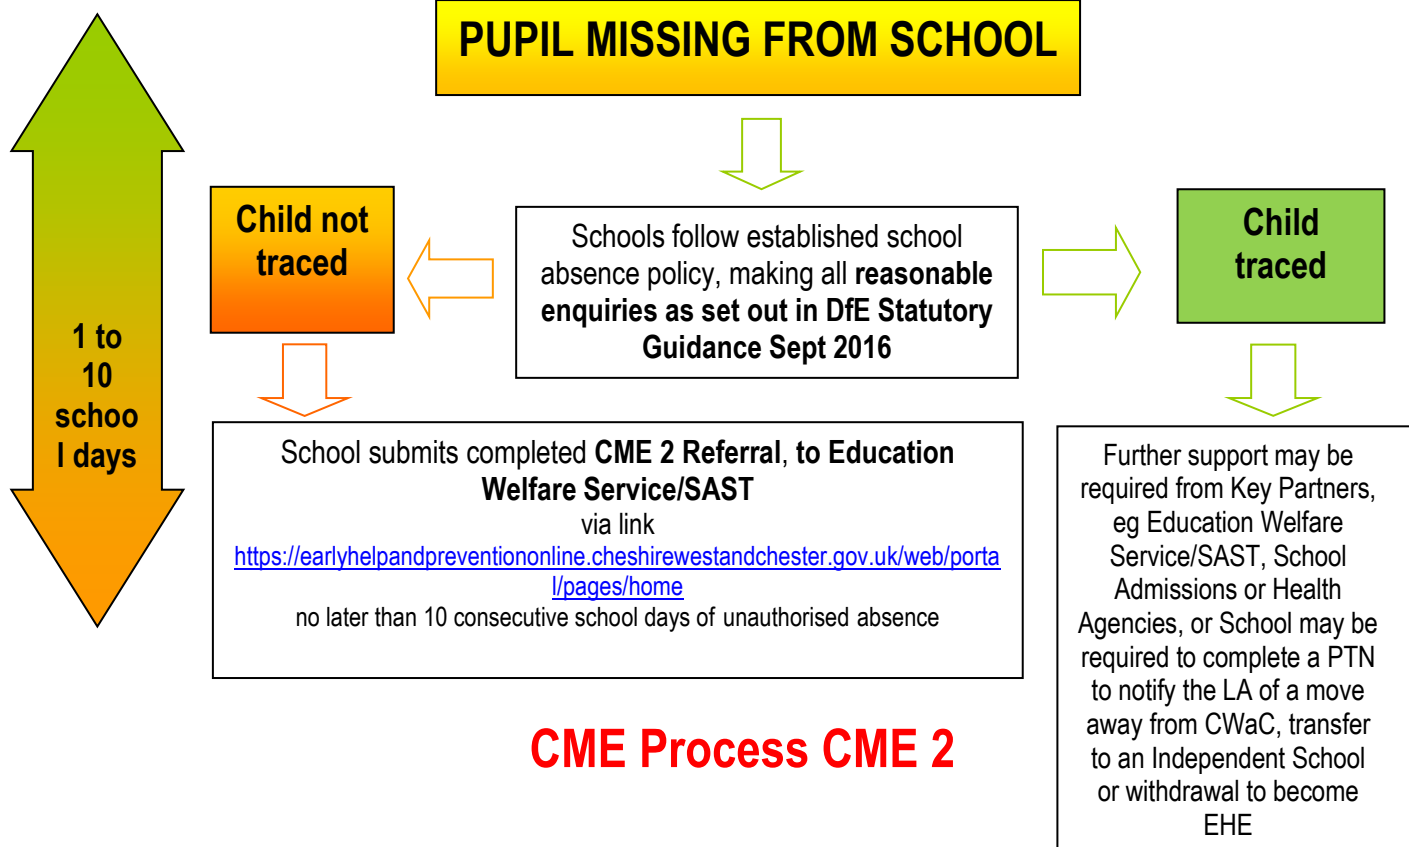 PUPIL MISSING FROM SCHOOL
1 to
10
schoo
l days
Child not
traced
Schools follow established school
absence policy, making all reasonable
enquiries as set out in DfE Statutory
Guidance Sept 2016
Child
traced
School submits completed CME 2 Referral, to Education
Welfare Service/SAST
via link
https://earlyhelpandpreventiononline.cheshirewestandchester.gov.uk/web/porta
l/pages/home
no later than 10 consecutive school days of unauthorised absence
Further support may be
required from Key Partners,
eg Education Welfare
Service/SAST, School
Admissions or Health
Agencies, or School may be
required to complete a PTN
to notify the LA of a move
away from CWaC, transfer
to an Independent School
or withdrawal to become
EHE
CME Process CME 2